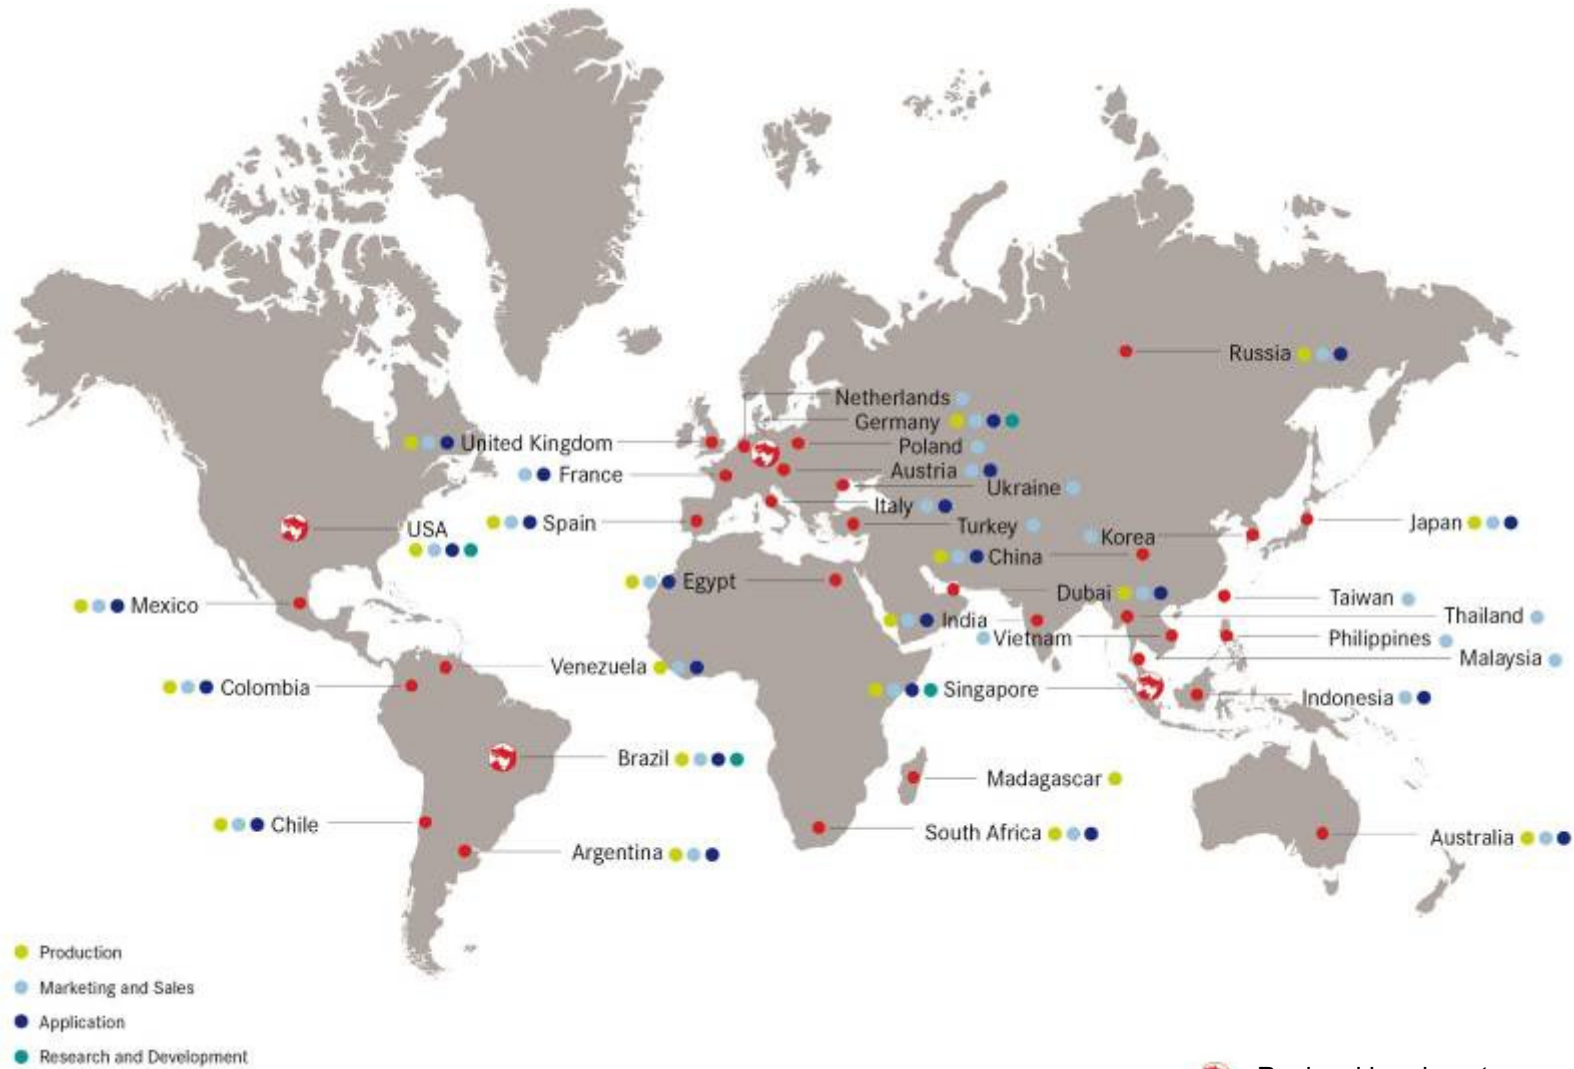 Russia
Netherlands
Germany
Poland
United Kingdom
Austria
France
Ukraine
Italy
Spain
Turkey
Japan
USA
Korea
China
Egypt
Dubai
Mexico
Taiwan
India
Thailand
Vietnam
Philippines
Malaysia
Venezuela
Colombia
Singapore
Indonesia
Brazil
Madagascar
Chile
South Africa
Australia
Argentina
Production
Marketing and Sales
Application
Research and Development